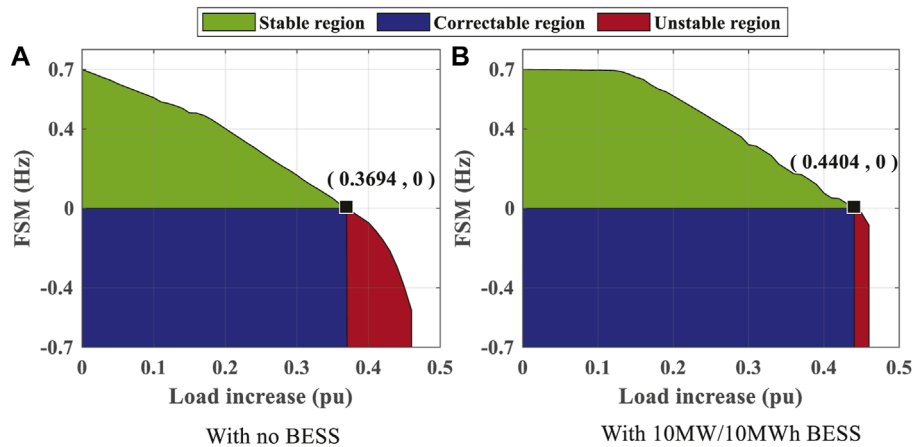 Stable region Correctable region Unstable region
A
0.7
0.4
0
-0.4
-0.7
FSM (Hz)
( 0.3694 , 0 )
0 0.1 0.2 0.3 0.4 0.5
Load increase (pu)
With no BESS
B
0.7
0.4
0
-0.4
-0.7
FSM (Hz)
( 0.4404 , 0 )
0 0.1 0.2 0.3 0.4 0.5
Load increase (pu)
With 10MW/10MWh BESS